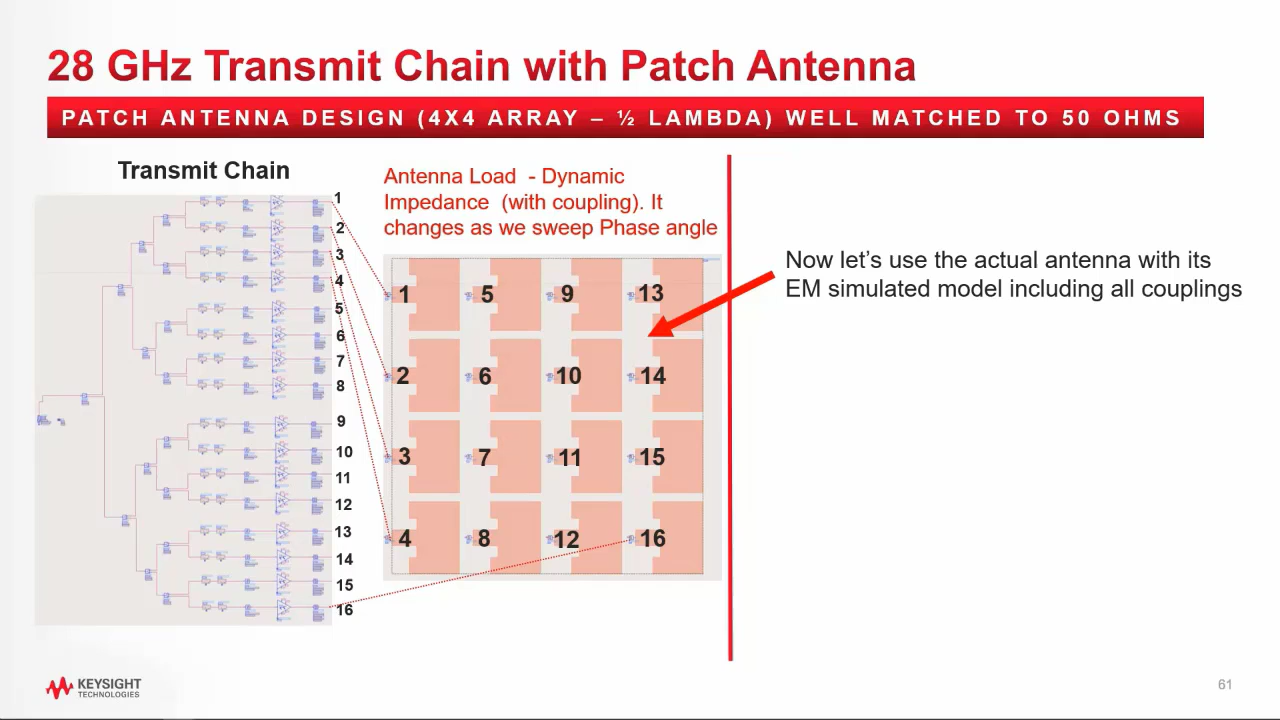 28 GHz Transmit Chain with Patch Antenna
PATCH ANTENNA DESIGN (4X4 ARRAY – ½ LAMBDA) WELL MATCHED TO 50 OHMS
Transmit Chain
1
2
3
4
5
6
7
8
9
10
11
12
13
14
15
16
Antenna Load - Dynamic
Impedance (with coupling). It
changes as we sweep Phase angle
1 5 9 13
2 6 10 14
3 7 11 15
4 8 12 16
Now let’s use the actual antenna with its
EM simulated model including all couplings
KEYSIGHT
TECHNOLOGIES
61